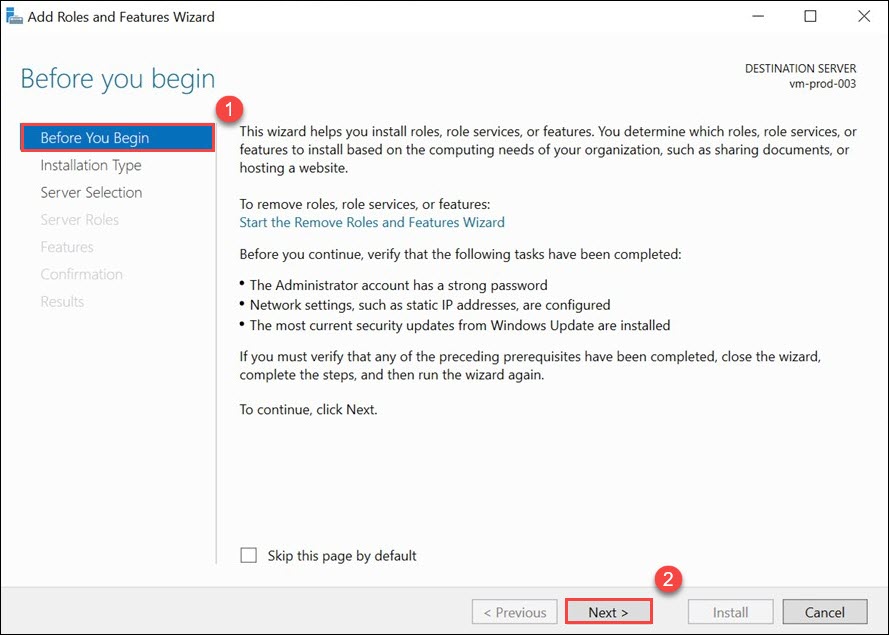 Add Roles and Features Wizard
Before you begin
DESTINATION SERVER
vm-prod-003
1
Before You Begin
Installation Type
Server Selection
Server Roles
Features
Confirmation
Results
This wizard helps you install roles, role services, or features. You determine which roles, role services, or
features to install based on the computing needs of your organization, such as sharing documents, or
hosting a website.
To remove roles, role services, or features:
Start the Remove Roles and Features Wizard
Before you continue, verify that the following tasks have been completed:
• The Administrator account has a strong password
• Network settings, such as static IP addresses, are configured
• The most current security updates from Windows Update are installed
If you must verify that any of the preceding prerequisites have been completed, close the wizard,
complete the steps, and then run the wizard again.
To continue, click Next.
Skip this page by default
2
< Previous
Next >
Install
Cancel